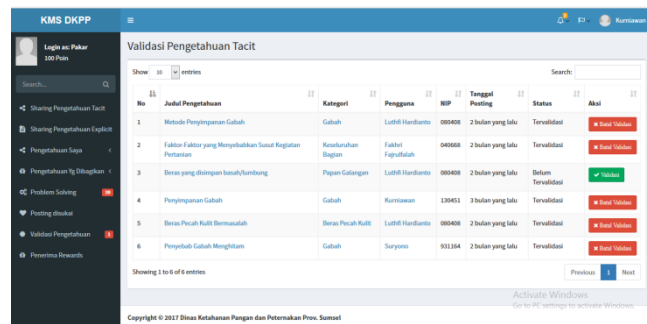 KMS DKPP
Kurniawan
Login as: Pakar
100 Poin
Search...
Sharing Pengetahuan Tacit
Sharing Pengetahuan Explicit
Pengetahuan Saya
Pengetahuan Yg Dibagikan
Problem Solving
Posting disukai
Validasi Pengetahuan
Penerima Rewards
Validasi Pengetahuan Tacit
Show 10 entries
Search:
No Judul Pengetahuan Kategori Pengguna NIP Tanggal Posting Status Aksi
1 Metode Penyimpanan Gabah Gabah Luthfi Hardianto 080408 2 bulan yang lalu Tervalidasi Batal Validasi
2 Faktor-Faktor yang Menyebabkan Susut Kegiatan Pertanian Keseluruhan Bagian Fakhri Fajrulfalah 040668 2 bulan yang lalu Tervalidasi Batal Validasi
3 Beras yang disimpan basah/lumbung Papan Galangan Luthfi Hardianto 080408 2 bulan yang lalu Belum Tervalidasi Validasi
4 Penyimpanan Gabah Gabah Kurniawan 130451 3 bulan yang lalu Tervalidasi Batal Validasi
5 Beras Pecah Kulit Bermasalah Beras Pecah Kulit Luthfi Hardianto 080408 2 bulan yang lalu Tervalidasi Batal Validasi
6 Penyebab Gabah Menghitam Gabah Suryono 931164 2 bulan yang lalu Tervalidasi Batal Validasi
Showing 1 to 6 of 6 entries
Previous 1 Next
Activate Windows
Go to PC settings to activate Windows.
Copyright © 2017 Dinas Ketahanan Pangan dan Peternakan Prov. Sumsel